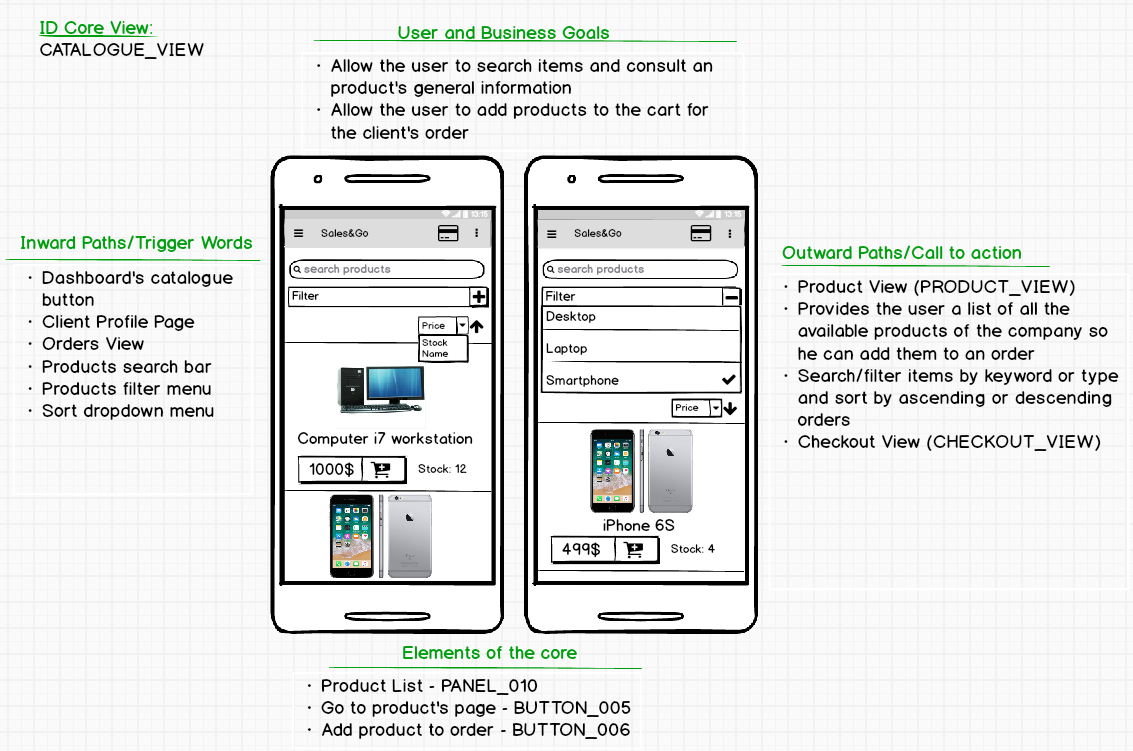 ID Core View:
CATALOGUE_VIEW
User and Business Goals
· Allow the user to search items and consult an
product's general information
· Allow the user to add products to the cart for
the client's order
Inward Paths/Trigger Words
· Dashboard's catalogue
button
· Client Profile Page
· Orders View
· Products search bar
· Products filter menu
· Sort dropdown menu
13:15
Sales&Go
search products
Filter
Price
Stock
Name
Computer i7 workstation
1000$
Stock: 12
13:15
Sales&Go
search products
Filter
Desktop
Laptop
Smartphone
Price
iPhone 6S
499$
Stock: 4
Outward Paths/Call to action
· Product View (PRODUCT_VIEW)
· Provides the user a list of all the
available products of the company so
he can add them to an order
· Search/filter items by keyword or type
and sort by ascending or descending
orders
· Checkout View (CHECKOUT_VIEW)
Elements of the core
· Product List - PANEL_010
· Go to product's page - BUTTON_005
· Add product to order - BUTTON_006